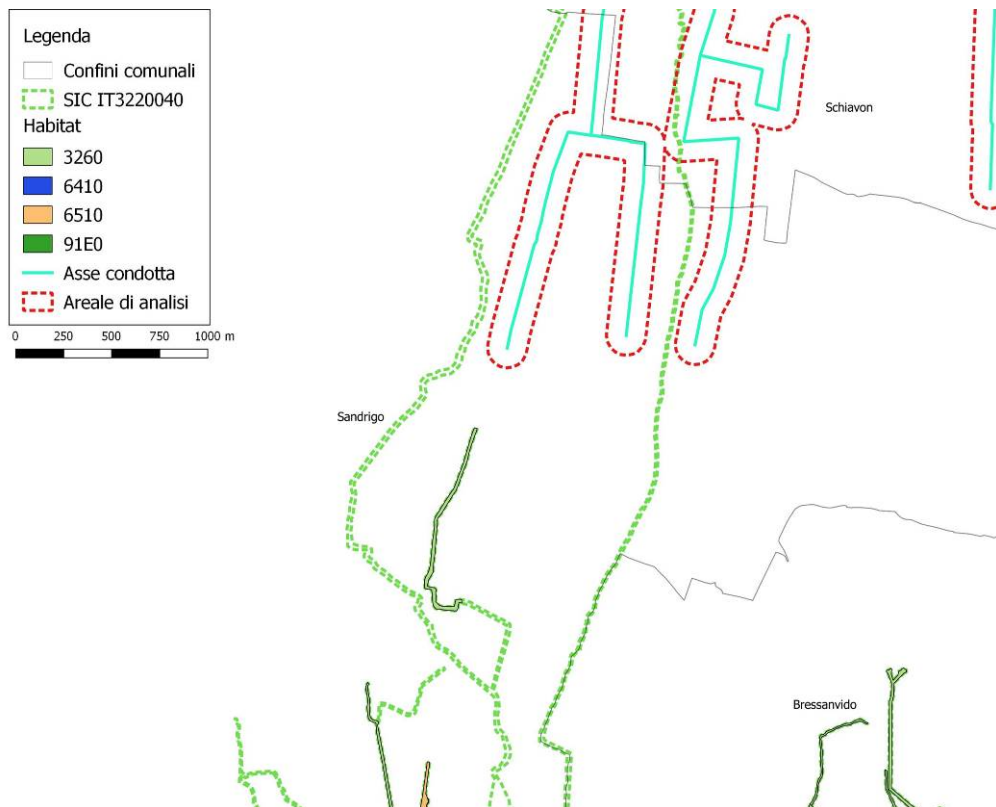 Legenda
Confini comunali
SIC IT3220040
Habitat
3260
6410
6510
91E0
Asse condotta
Areale di analisi
0 250 500 750 1000 m
Schiavon
Sandrigo
Bressanvido